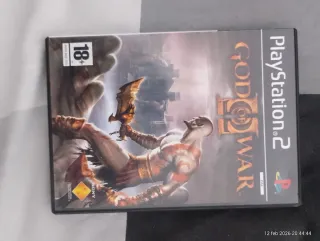 PlayStation.2
GOD
OF
WAR
II
18+
12 feb 2026 20:44:44